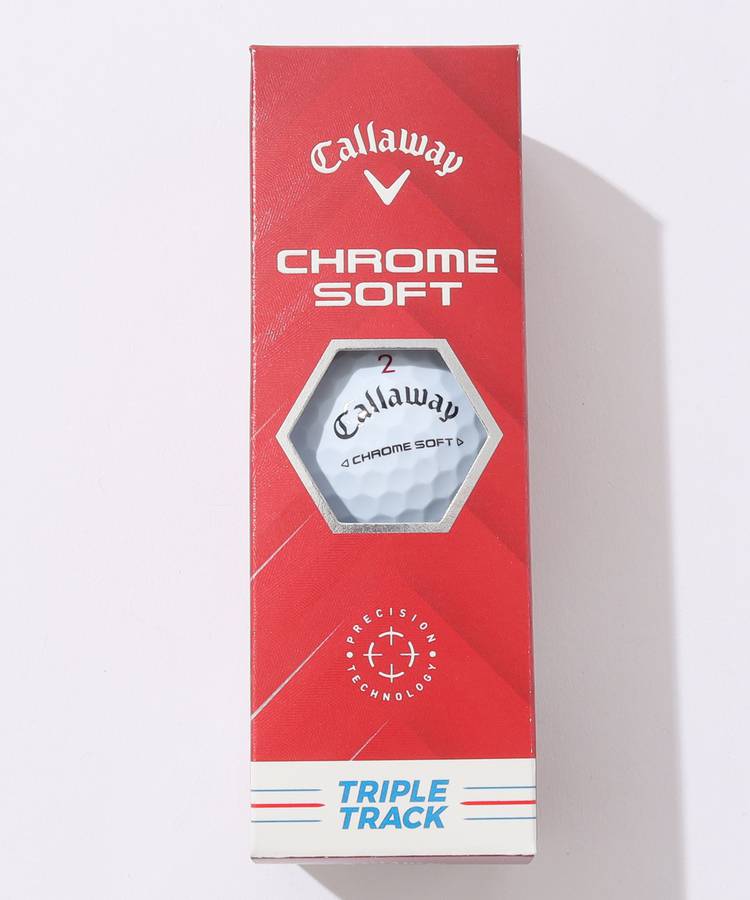 Callaway
CHROME
SOFT
2
Callaway
CHROME SOFT
PRECISION
TECHNOLOGY
TRIPLE
TRACK